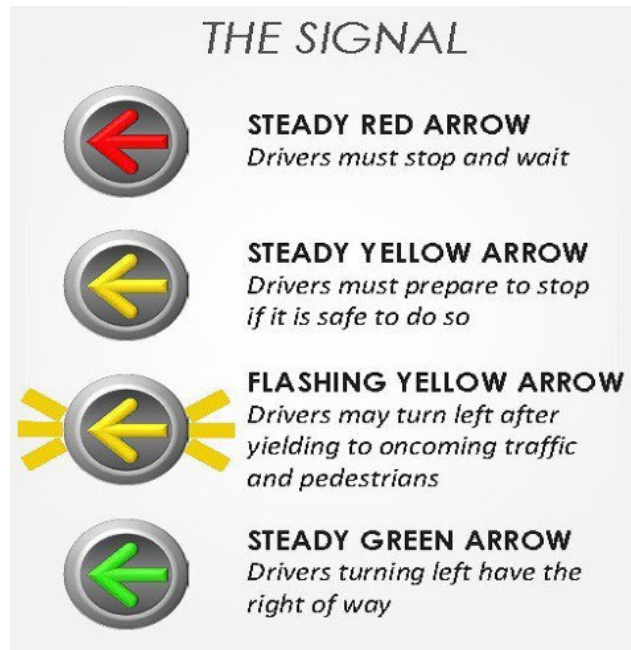 THE SIGNAL
STEADY RED ARROW
Drivers must stop and wait
STEADY YELLOW ARROW
Drivers must prepare to stop
if it is safe to do so
FLASHING YELLOW ARROW
Drivers may turn left after
yielding to oncoming traffic
and pedestrians
STEADY GREEN ARROW
Drivers turning left have the
right of way